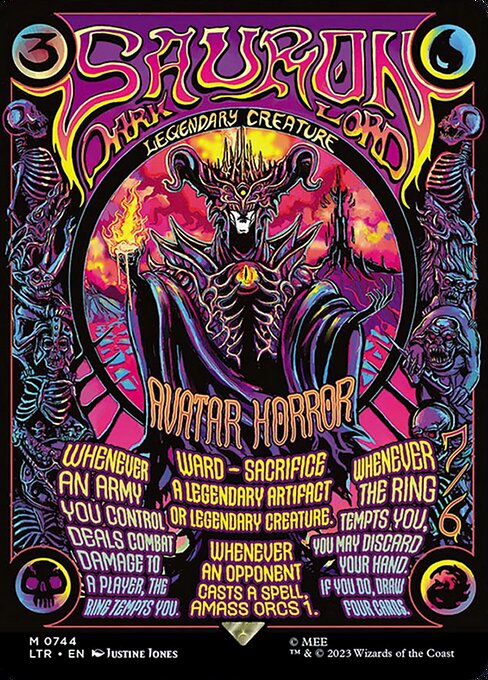 3
SAURON
DARK LORD
LEGENDARY CREATURE
AVATAR HORROR
WHENEVER
AN ARMY
YOU CONTROL
DEALS COMBAT
DAMAGE TO
A PLAYER, THE
RING TEMPTS YOU.
WARD – SACRIFICE
A LEGENDARY ARTIFACT
OR LEGENDARY CREATURE.
WHENEVER
AN OPPONENT
CASTS A SPELL,
AMASS ORCS 1.
WHENEVER
THE RING
TEMPTS YOU,
YOU MAY DISCARD
YOUR HAND.
IF YOU DO, DRAW
FOUR CARDS.
7/6
M 0744
LTR • EN JUSTINE JONES
© MEE
™ & © 2023 Wizards of the Coast